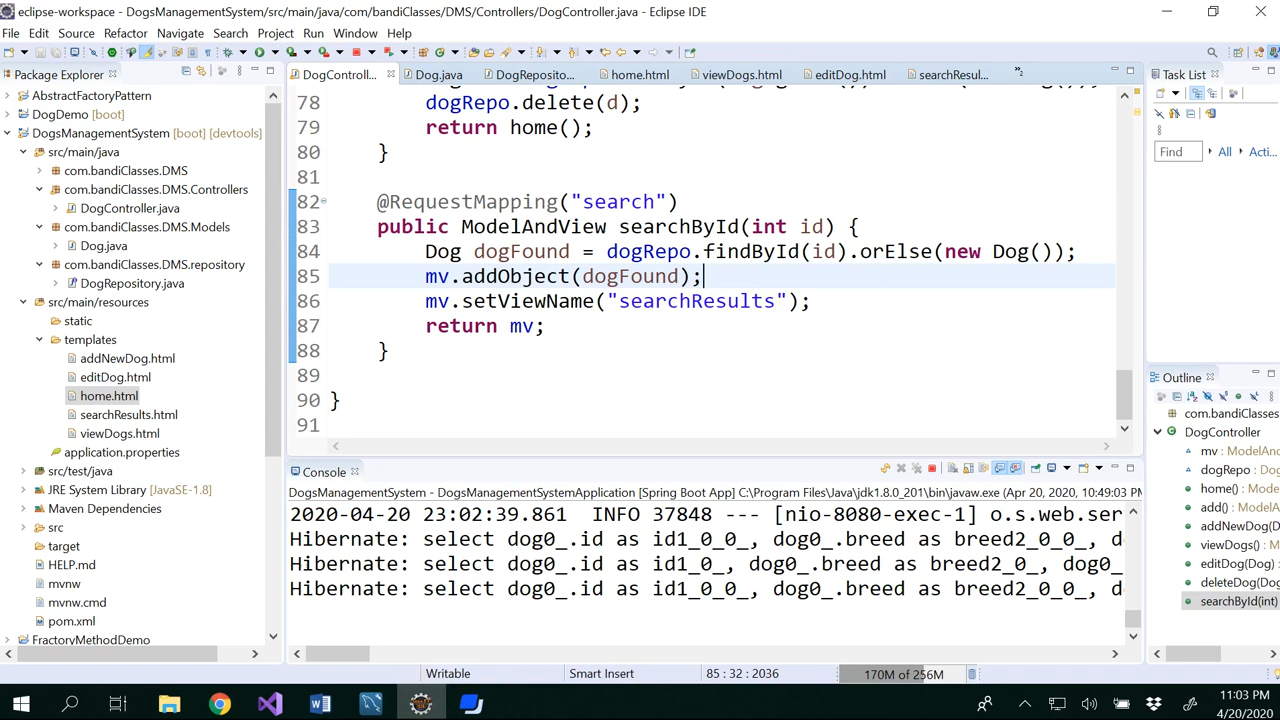 eclipse-workspace - DogsManagementSystem/src/main/java/com/bandiClasses/DMS/Controllers/DogController.java - Eclipse IDE
File Edit Source Refactor Navigate Search Project Run Window Help
Package Explorer
AbstractFactoryPattern
DogDemo [boot]
DogsManagementSystem [boot] [devtools]
src/main/java
com.bandiClasses.DMS
com.bandiClasses.DMS.Controllers
DogController.java
com.bandiClasses.DMS.Models
Dog.java
com.bandiClasses.DMS.repository
DogRepository.java
src/main/resources
static
templates
addNewDog.html
editDog.html
home.html
searchResults.html
viewDogs.html
application.properties
src/test/java
JRE System Library [JavaSE-1.8]
Maven Dependencies
src
target
HELP.md
mvnw
mvnw.cmd
pom.xml
FractoryMethodDemo
DogControll... Dog.java DogReposito... home.html viewDogs.html editDog.html searchResul...
78 dogRepo.delete(d);
79 return home();
80 }
81
82 @RequestMapping("search")
83 public ModelAndView searchById(int id) {
84 Dog dogFound = dogRepo.findById(id).orElse(new Dog());
85 mv.addObject(dogFound);
86 mv.setViewName("searchResults");
87 return mv;
88 }
89
90 }
91
Console
DogsManagementSystem - DogsManagementSystemApplication [Spring Boot App] C:\Program Files\Java\jdk1.8.0_201\bin\javaw.exe (Apr 20, 2020, 10:49:03 PM
2020-04-20 23:02:39.861 INFO 37848 --- [nio-8080-exec-1] o.s.web.ser
Hibernate: select dog0_.id as id1_0_0_, dog0_.breed as breed2_0_0_, d
Hibernate: select dog0_.id as id1_0_, dog0_.breed as breed2_0_, dog0_
Hibernate: select dog0_.id as id1_0_0_, dog0_.breed as breed2_0_0_, d
Task List
Find All Acti...
Outline
com.bandiClasses
DogController
mv : ModelAn
dogRepo : D
home() : Mode
add() : Model
addNewDog(D
viewDogs() : M
editDog(Dog)
deleteDog(Do
searchById(int)
Writable Smart Insert 85 : 32 : 2036 170M of 256M
11:03 PM
4/20/2020